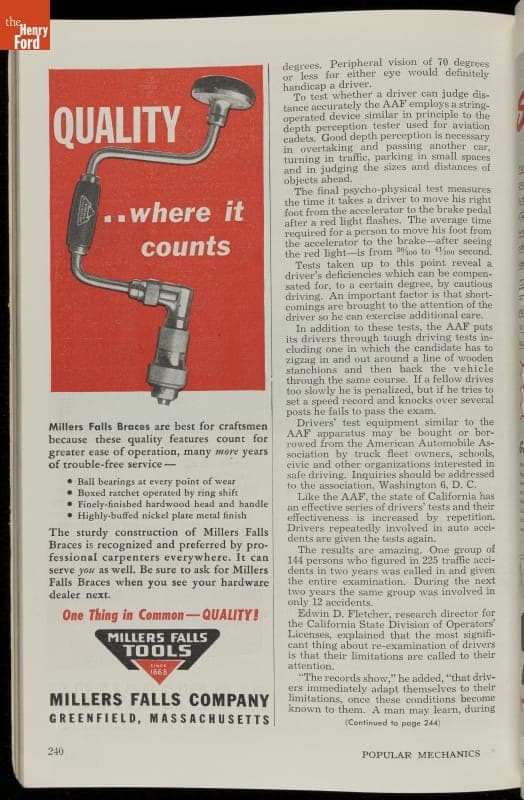 the
Henry
Ford
QUALITY
..where it
counts
Millers Falls Braces are best for craftsmen
because these quality features count for
greater ease of operation, many more years
of trouble-free service —
● Ball bearings at every point of wear
● Boxed ratchet operated by ring shift
● Finely-finished hardwood head and handle
● Highly-buffed nickel plate metal finish
The sturdy construction of Millers Falls
Braces is recognized and preferred by pro-
fessional carpenters everywhere. It can
serve you as well. Be sure to ask for Millers
Falls Braces when you see your hardware
dealer next.
One Thing in Common—QUALITY!
MILLERS FALLS
TOOLS
SINCE
1868
MILLERS FALLS COMPANY
GREENFIELD, MASSACHUSETTS
degrees. Peripheral vision of 70 degrees
or less for either eye would definitely
handicap a driver.
To test whether a driver can judge dis-
tance accurately the AAF employs a string-
operated device similar in principle to the
depth perception tester used for aviation
cadets. Good depth perception is necessary
in overtaking and passing another car,
turning in traffic, parking in small spaces
and in judging the sizes and distances of
objects ahead.
The final psycho-physical test measures
the time it takes a driver to move his right
foot from the accelerator to the brake pedal
after a red light flashes. The average time
required for a person to move his foot from
the accelerator to the brake—after seeing
the red light—is from to 41/100 second.
Tests taken up to this point reveal a
driver's deficiencies which can be compen-
sated for, to a certain degree, by cautious
driving. An important factor is that short-
comings are brought to the attention of the
driver so he can exercise additional care.
In addition to these tests, the AAF puts
its drivers through tough driving tests in-
cluding one in which the candidate has to
zigzag in and out around a line of wooden
stanchions and then back the vehicle
through the same course. If a fellow drives
too slowly he is penalized, but if he tries to
set a speed record and knocks over several
posts he fails to pass the exam.
Drivers' test equipment similar to the
AAF apparatus may be bought or bor-
rowed from the American Automobile As-
sociation by truck fleet owners, schools,
civic and other organizations interested in
safe driving. Inquiries should be addressed
to the association, Washington 6, D. C.
Like the AAF, the state of California has
an effective series of drivers' tests and their
effectiveness is increased by repetition.
Drivers repeatedly involved in auto acci-
dents are given the tests again.
The results are amazing. One group of
144 persons who figured in 225 traffic acci-
dents in two years was called in and given
the entire examination. During the next
two years the same group was involved in
only 12 accidents.
Edwin D. Fletcher, research director for
the California State Division of Operators'
Licenses, explained that the most signifi-
cant thing about re-examination of drivers
is that their limitations are called to their
attention.
"The records show," he added, "that driv-
ers immediately adapt themselves to their
limitations, once these conditions become
known to them. A man may learn, during
(Continued to page 244)
240
POPULAR MECHANICS